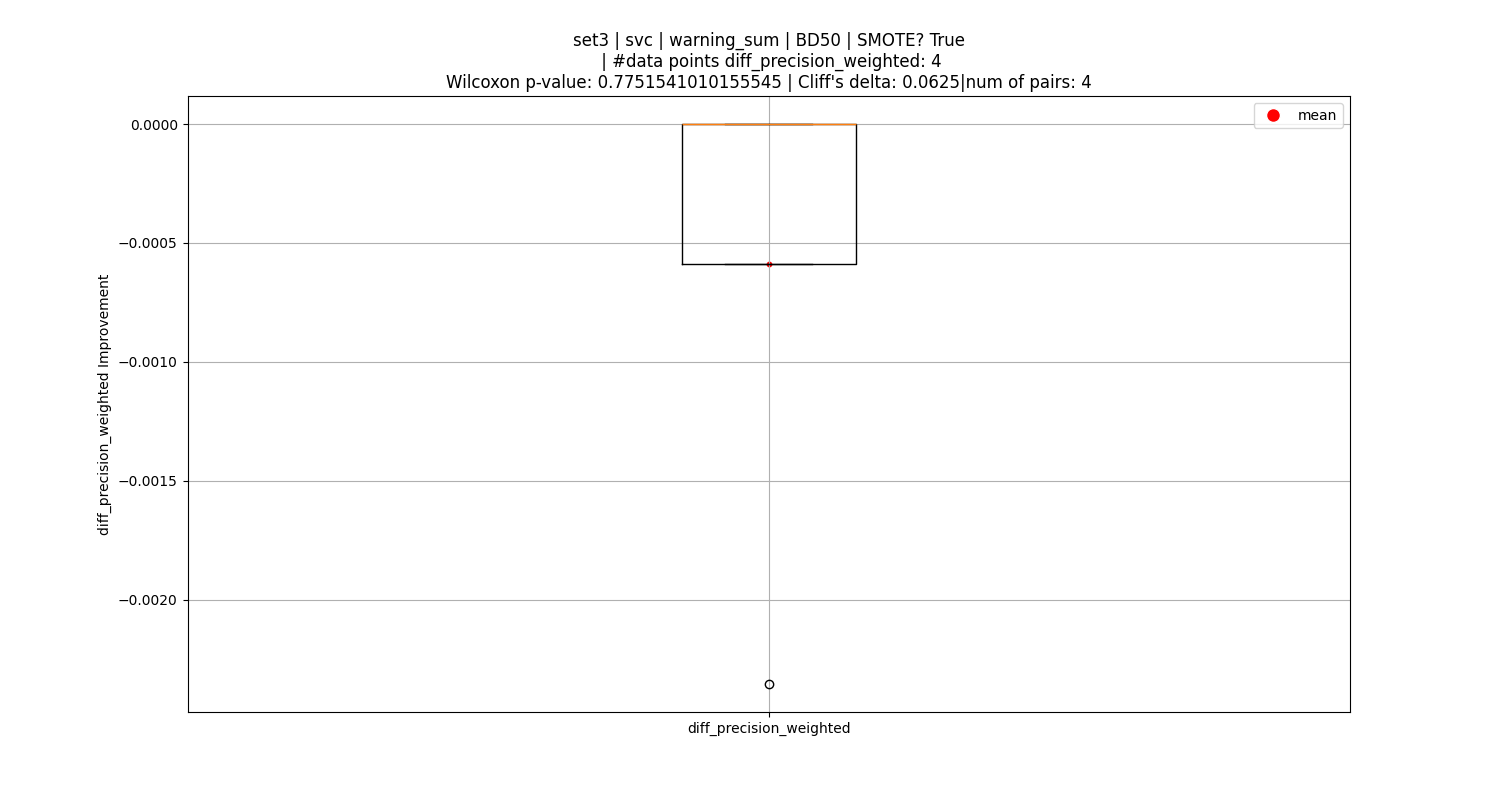 set3 | svc | warning_sum | BD50 | SMOTE? True
| #data points diff_precision_weighted: 4
Wilcoxon p-value: 0.7751541010155545 | Cliff's delta: 0.0625|num of pairs: 4
mean
0.0000
−0.0005
−0.0010
−0.0015
−0.0020
diff_precision_weighted Improvement
diff_precision_weighted